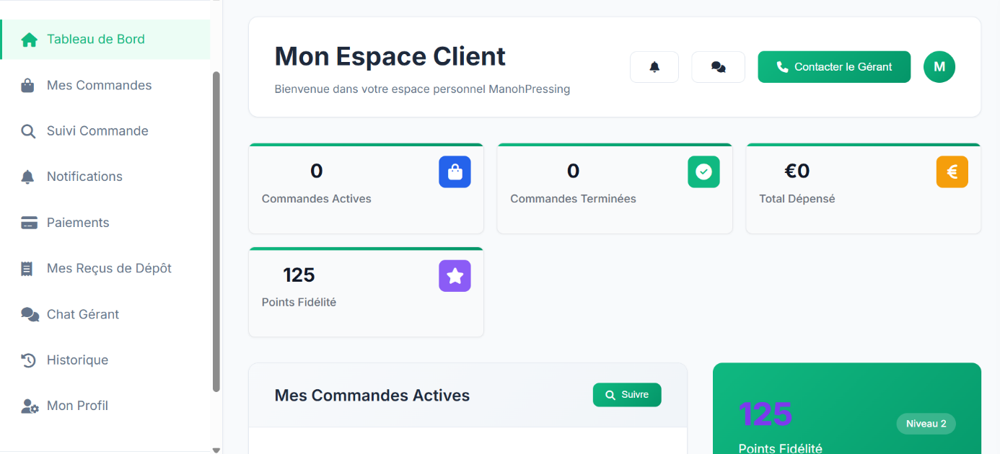 Tableau de Bord
Mes Commandes
Suivi Commande
Notifications
Paiements
Mes Reçus de Dépôt
Chat Gérant
Historique
Mon Profil
Mon Espace Client
Bienvenue dans votre espace personnel ManohPressing
Contacter le Gérant
M
0
Commandes Actives
0
Commandes Terminées
€0
Total Dépensé
€
125
Points Fidélité
Mes Commandes Actives
Suivre
125
Niveau 2
Points Fidélité